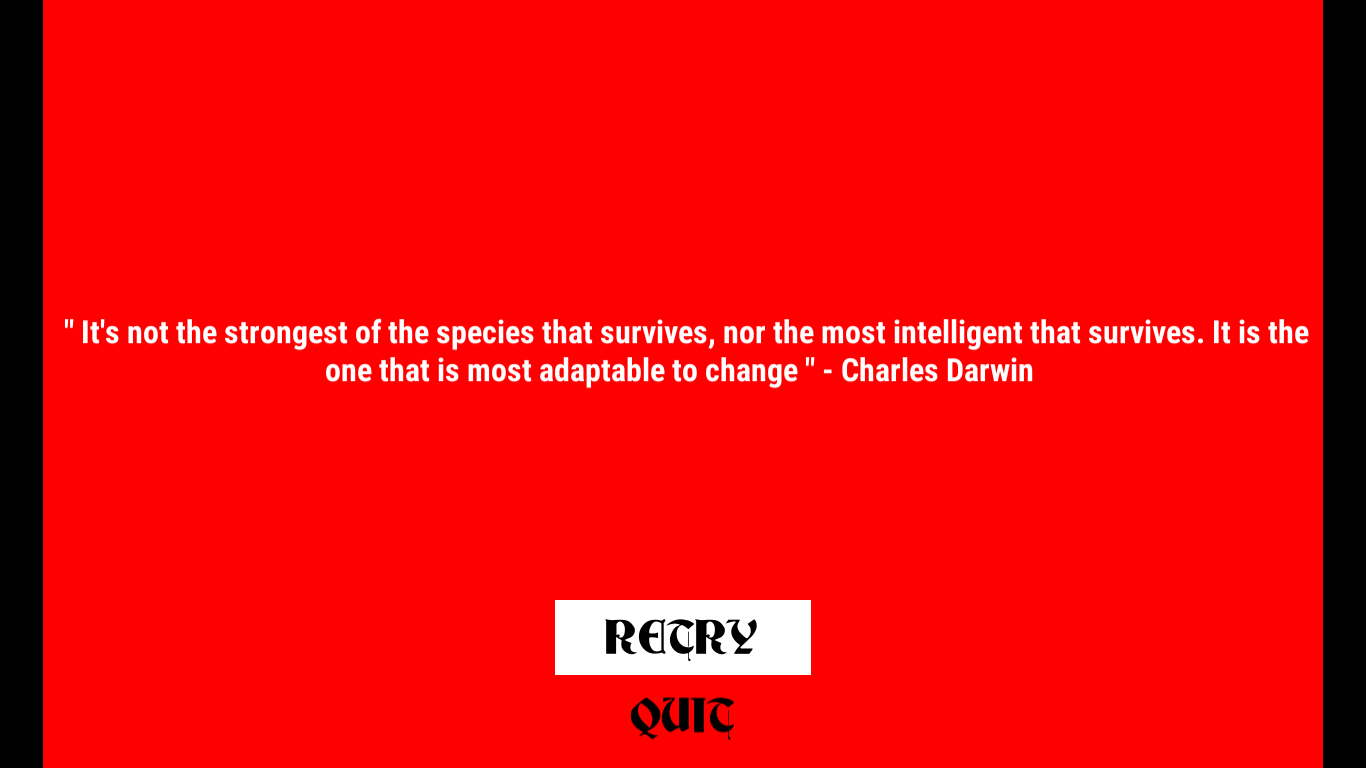 " It's not the strongest of the species that survives, nor the most intelligent that survives. It is the
one that is most adaptable to change " - Charles Darwin
RETRY
QUIT